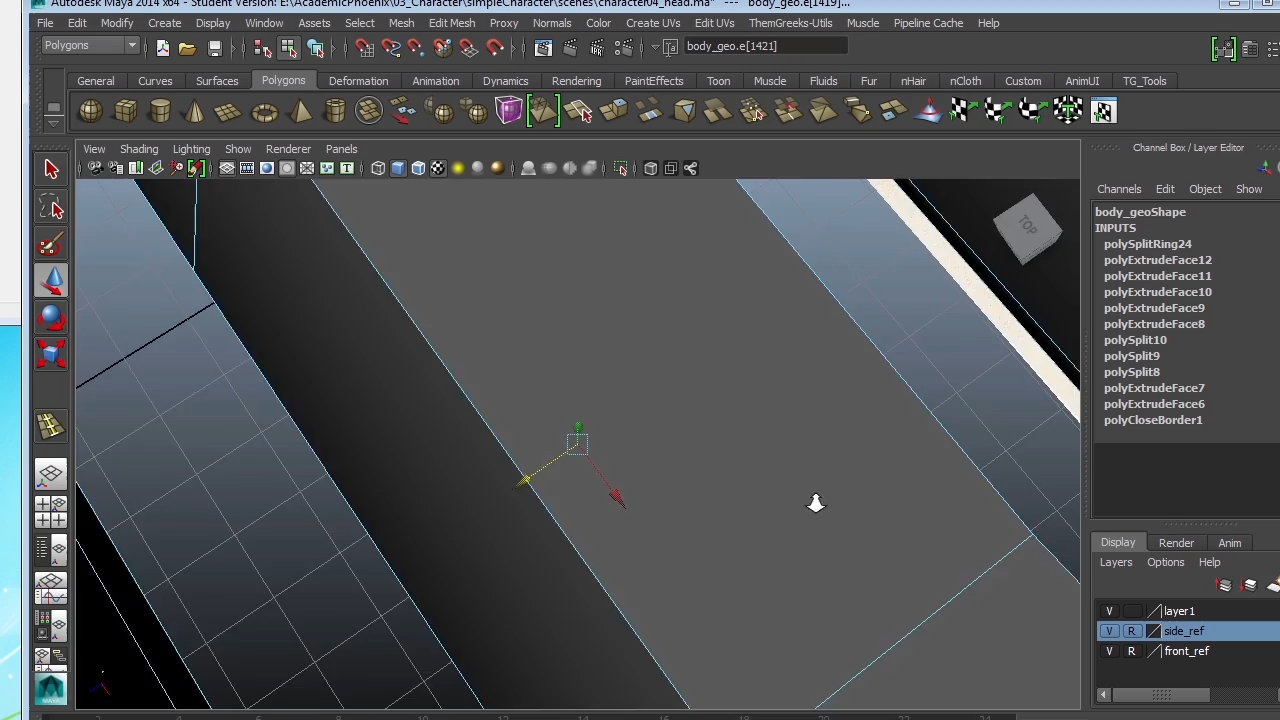 Autodesk Maya 2014 x64 - Student Version: E:\AcademicPhoenix\03_Character\simpleCharacter\scenes\character04_head.ma* --- body_geo.e[1419]...
File Edit Modify Create Display Window Assets Select Mesh Edit Mesh Proxy Normals Color Create UVs Edit UVs ThemGreeks-Utils Muscle Pipeline Cache Help
Polygons body_geo.e[1421]
General Curves Surfaces Polygons Deformation Animation Dynamics Rendering PaintEffects Toon Muscle Fluids Fur nHair nCloth Custom AnimUI TG_Tools
View Shading Lighting Show Renderer Panels
Channel Box / Layer Editor
Channels Edit Object Show
body_geoShape
INPUTS
polySplitRing24
polyExtrudeFace12
polyExtrudeFace11
polyExtrudeFace10
polyExtrudeFace9
polyExtrudeFace8
polySplit10
polySplit9
polySplit8
polyExtrudeFace7
polyExtrudeFace6
polyCloseBorder1
TOP
Display Render Anim
Layers Options Help
V layer1
V R side_ref
V R front_ref
MAYA